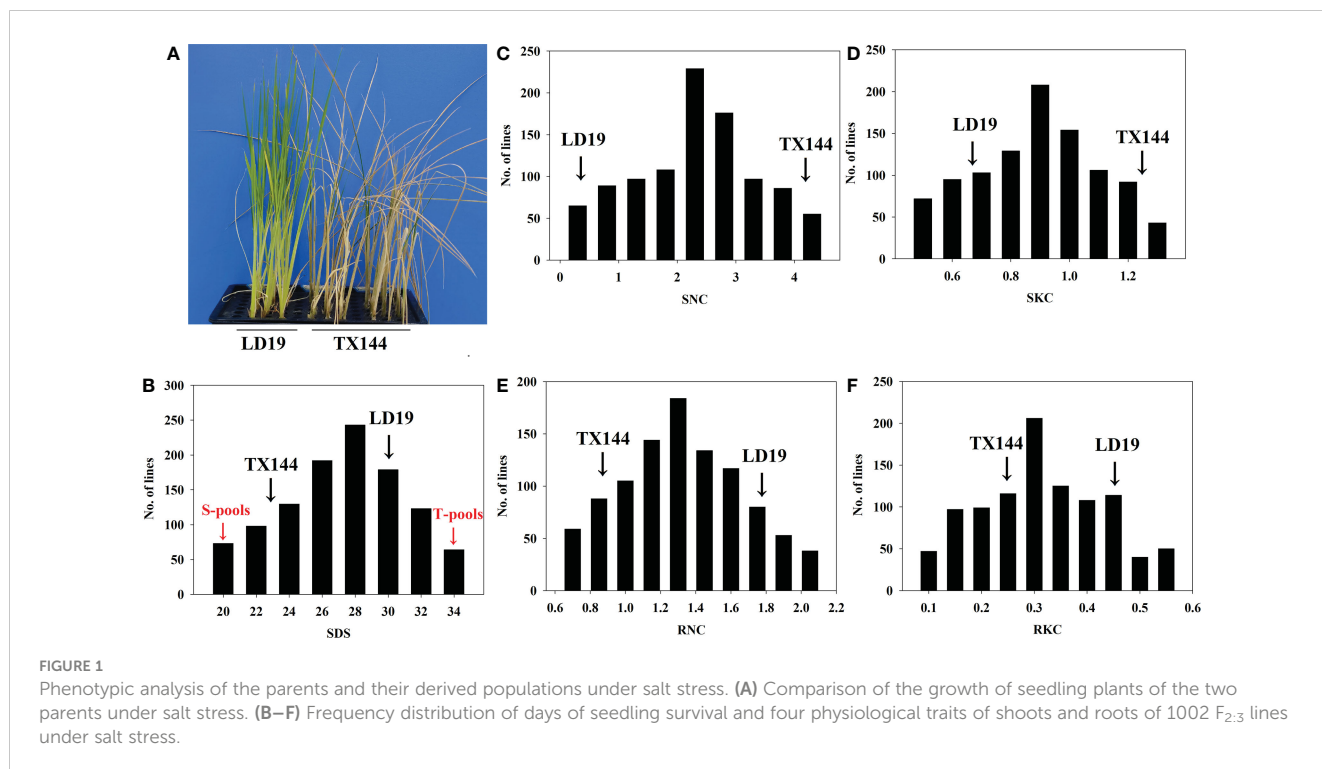 A
LD19
TX144
C
No. of lines
250
200
150
100
50
0
LD19
TX144
0 1 2 3 4
SNC
D
No. of lines
250
200
150
100
50
0
LD19
TX144
0.6 0.8 1.0 1.2
SKC
B
No. of lines
300
250
200
150
100
50
0
S-pools
TX144
LD19
T-pools
20 22 24 26 28 30 32 34
SDS
E
No. of lines
200
150
100
50
0
TX144
LD19
0.6 0.8 1.0 1.2 1.4 1.6 1.8 2.0 2.2
RNC
F
No. of lines
250
200
150
100
50
0
TX144
LD19
0.1 0.2 0.3 0.4 0.5 0.6
RKC
FIGURE 1
Phenotypic analysis of the parents and their derived populations under salt stress. (A) Comparison of the growth of seedling plants of the two
parents under salt stress. (B–F) Frequency distribution of days of seedling survival and four physiological traits of shoots and roots of 1002 F2:3 lines
under salt stress.